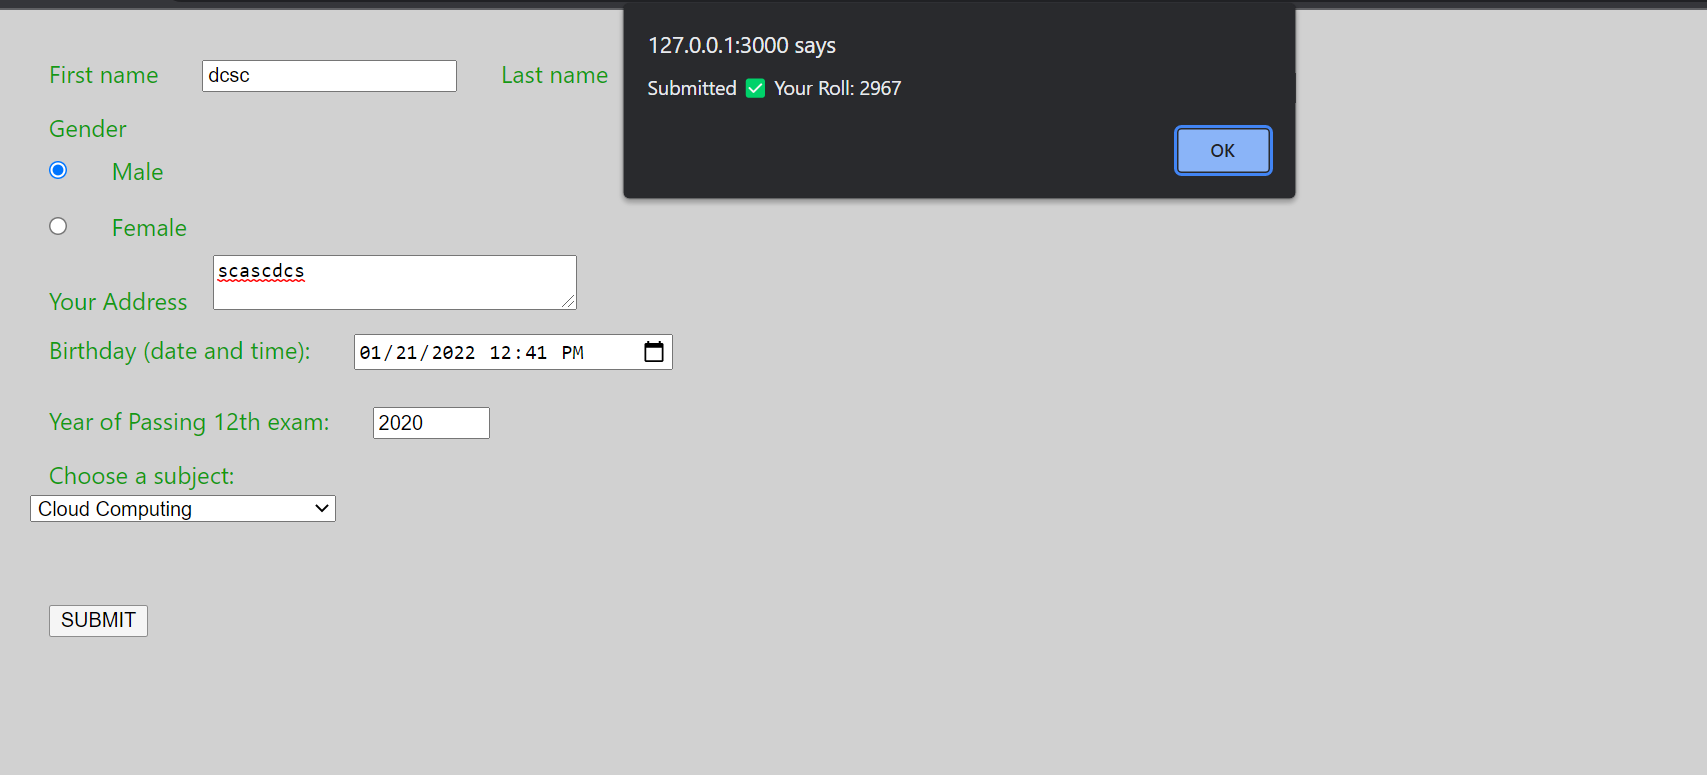 127.0.0.1:3000 says
Submitted ✅ Your Roll: 2967
OK
First name dcsc Last name
Gender
Male
Female
Your Address scascdcs
Birthday (date and time): 01/21/2022 12:41 PM
Year of Passing 12th exam: 2020
Choose a subject:
Cloud Computing
SUBMIT